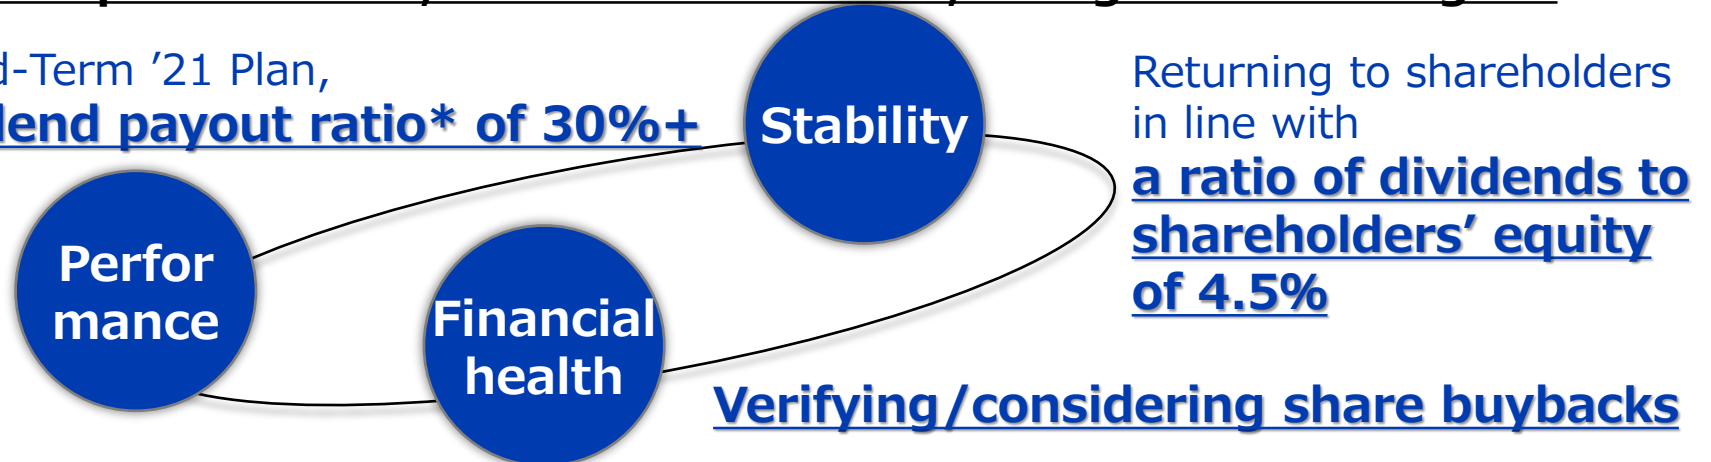 d-Term ’21 Plan,
dend payout ratio* of 30%+
Stability
Returning to shareholders
in line with
a ratio of dividends to
shareholders’ equity
of 4.5%
Perfor
mance
Financial
health
Verifying/considering share buybacks